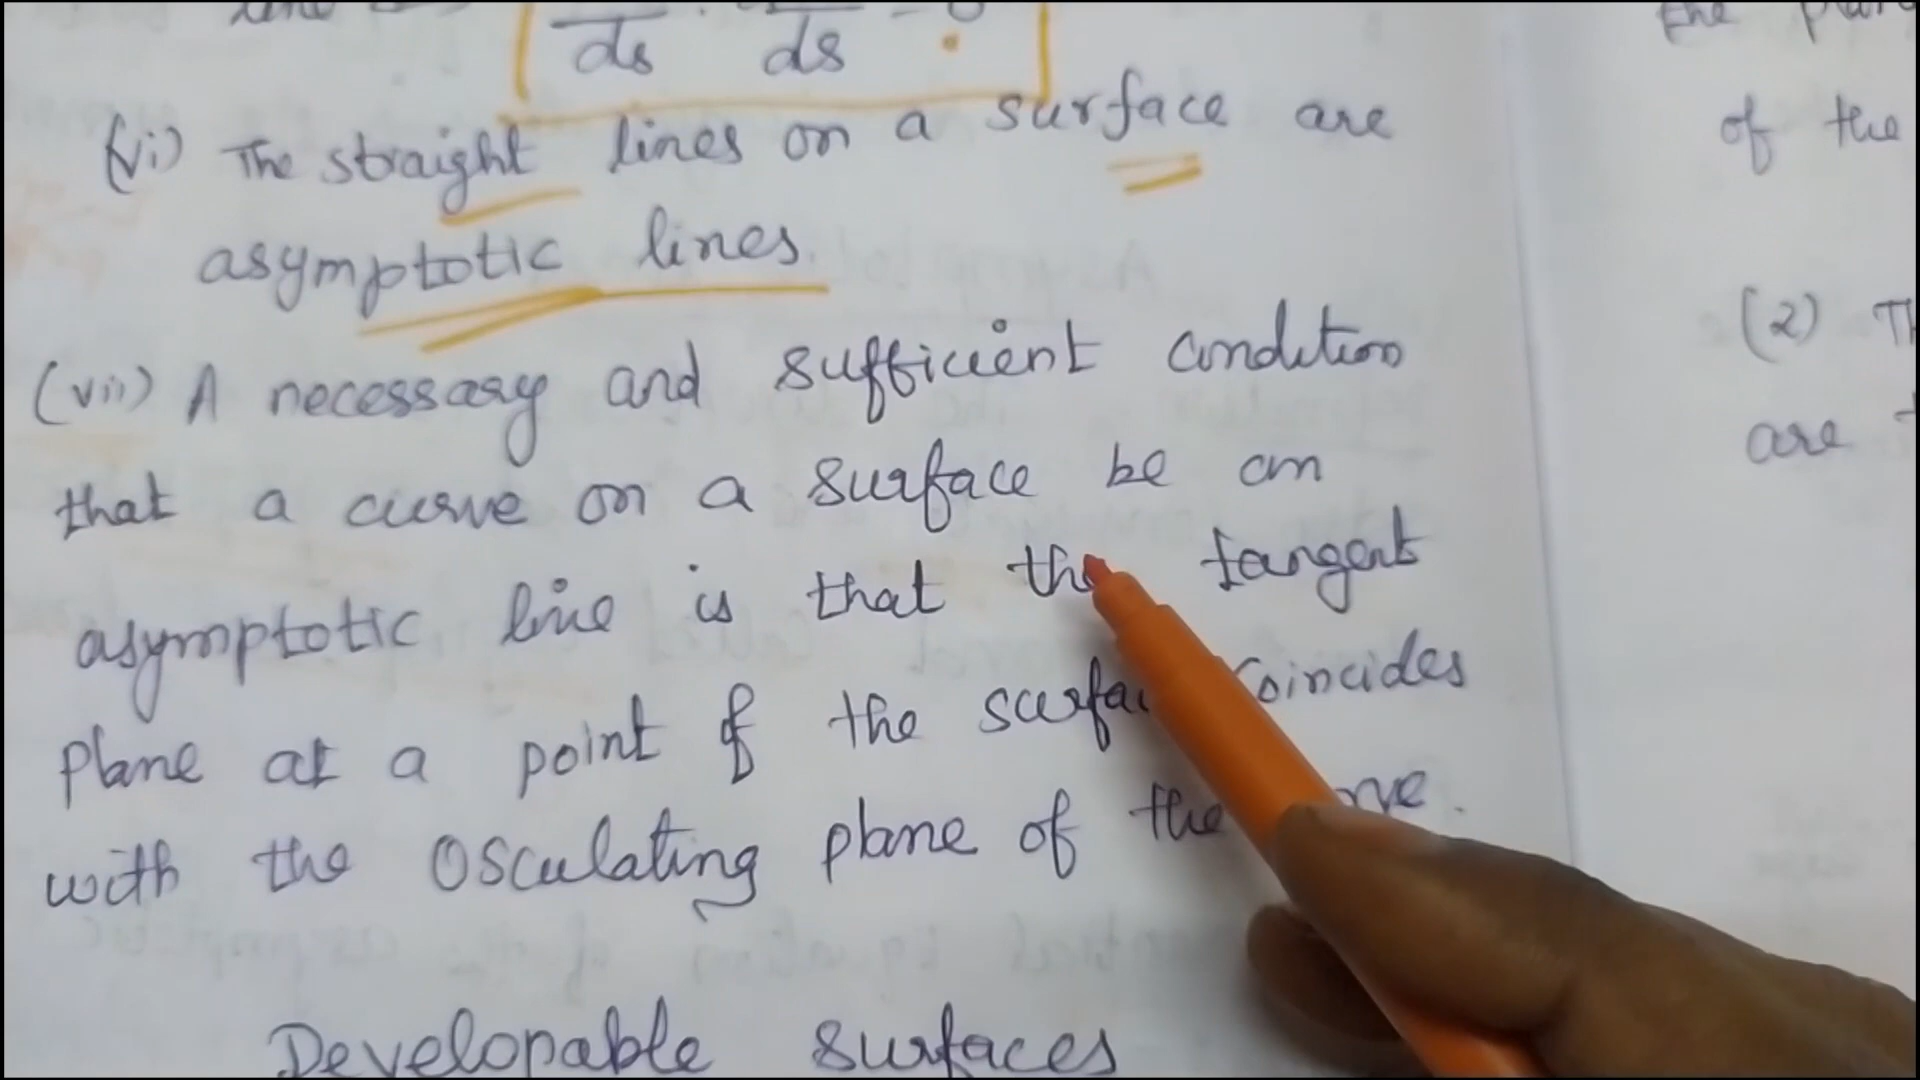 ds ds
(vi) The straight lines on a surface are
asymptotic lines.
(vii) A necessary and sufficient condition
that a curve on a surface be an
asymptotic line is that the tangent
plane at a point of the surface coincides
with the osculating plane of the curve.
Developable surfaces
the
of the
(2)
are